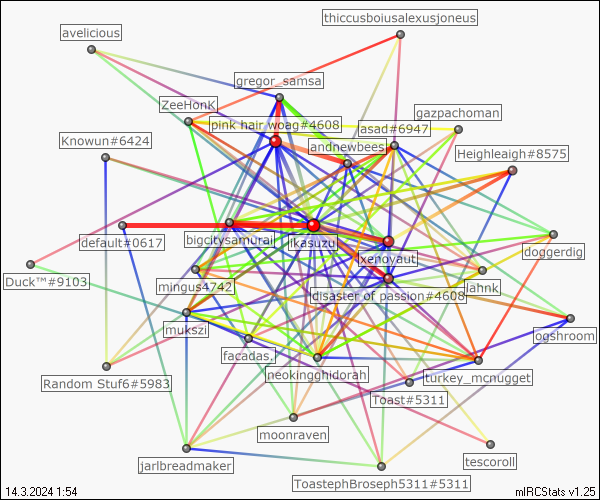 thiccusboiusalexusjoneus
avelicious
gregor_samsa
ZeeHonK
gazpachoman
pink hair woag#4608
asad#6947
Knowun#6424
andnewbees
Heighleaigh#8575
default#0617
bigcitysamurai
ikasuzu
xenoyaut
doggerdig
Duck™#9103
mingus4742
disaster of passion#4608
lahnk
mukszi
ogshroom
facadas.
neokingghidorah
turkey_mcnugget
Random Stuf6#5983
Toast#5311
moonraven
jarlbreadmaker
tescoroll
ToastephBroseph5311#5311
14.3.2024 1:54
mIRCStats v1.25